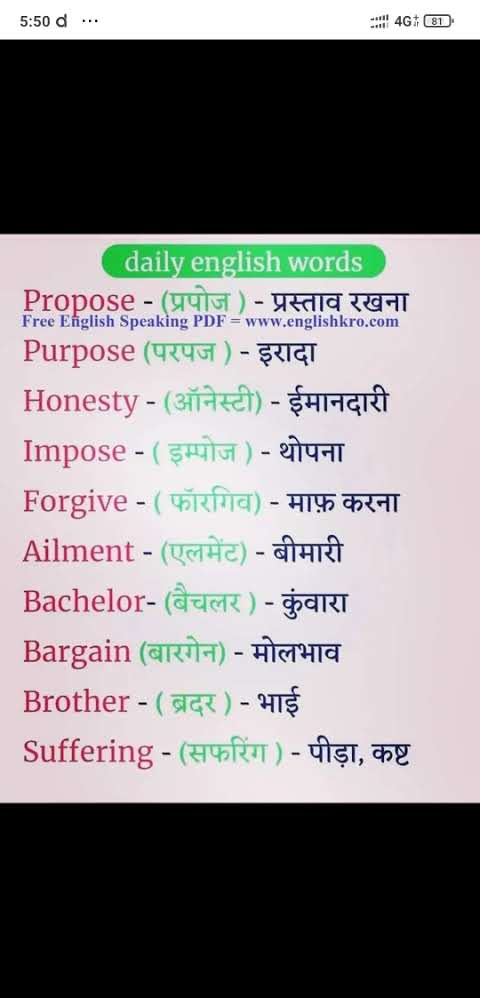 5:50 d ...
4G 81
daily english words
Propose - (प्रपोज ) - प्रस्ताव रखना
Free English Speaking PDF = www.englishkro.com
Purpose (परपज ) - इरादा
Honesty - (ऑनेस्टी) - ईमानदारी
Impose - ( इम्पोज ) - थोपना
Forgive - ( फॉरगिव) - माफ़ करना
Ailment - (एलमेंट) - बीमारी
Bachelor- (बैचलर ) - कुंवारा
Bargain (बारगेन) - मोलभाव
Brother - ( ब्रदर ) - भाई
Suffering - (सफरिंग ) - पीड़ा, कष्ट